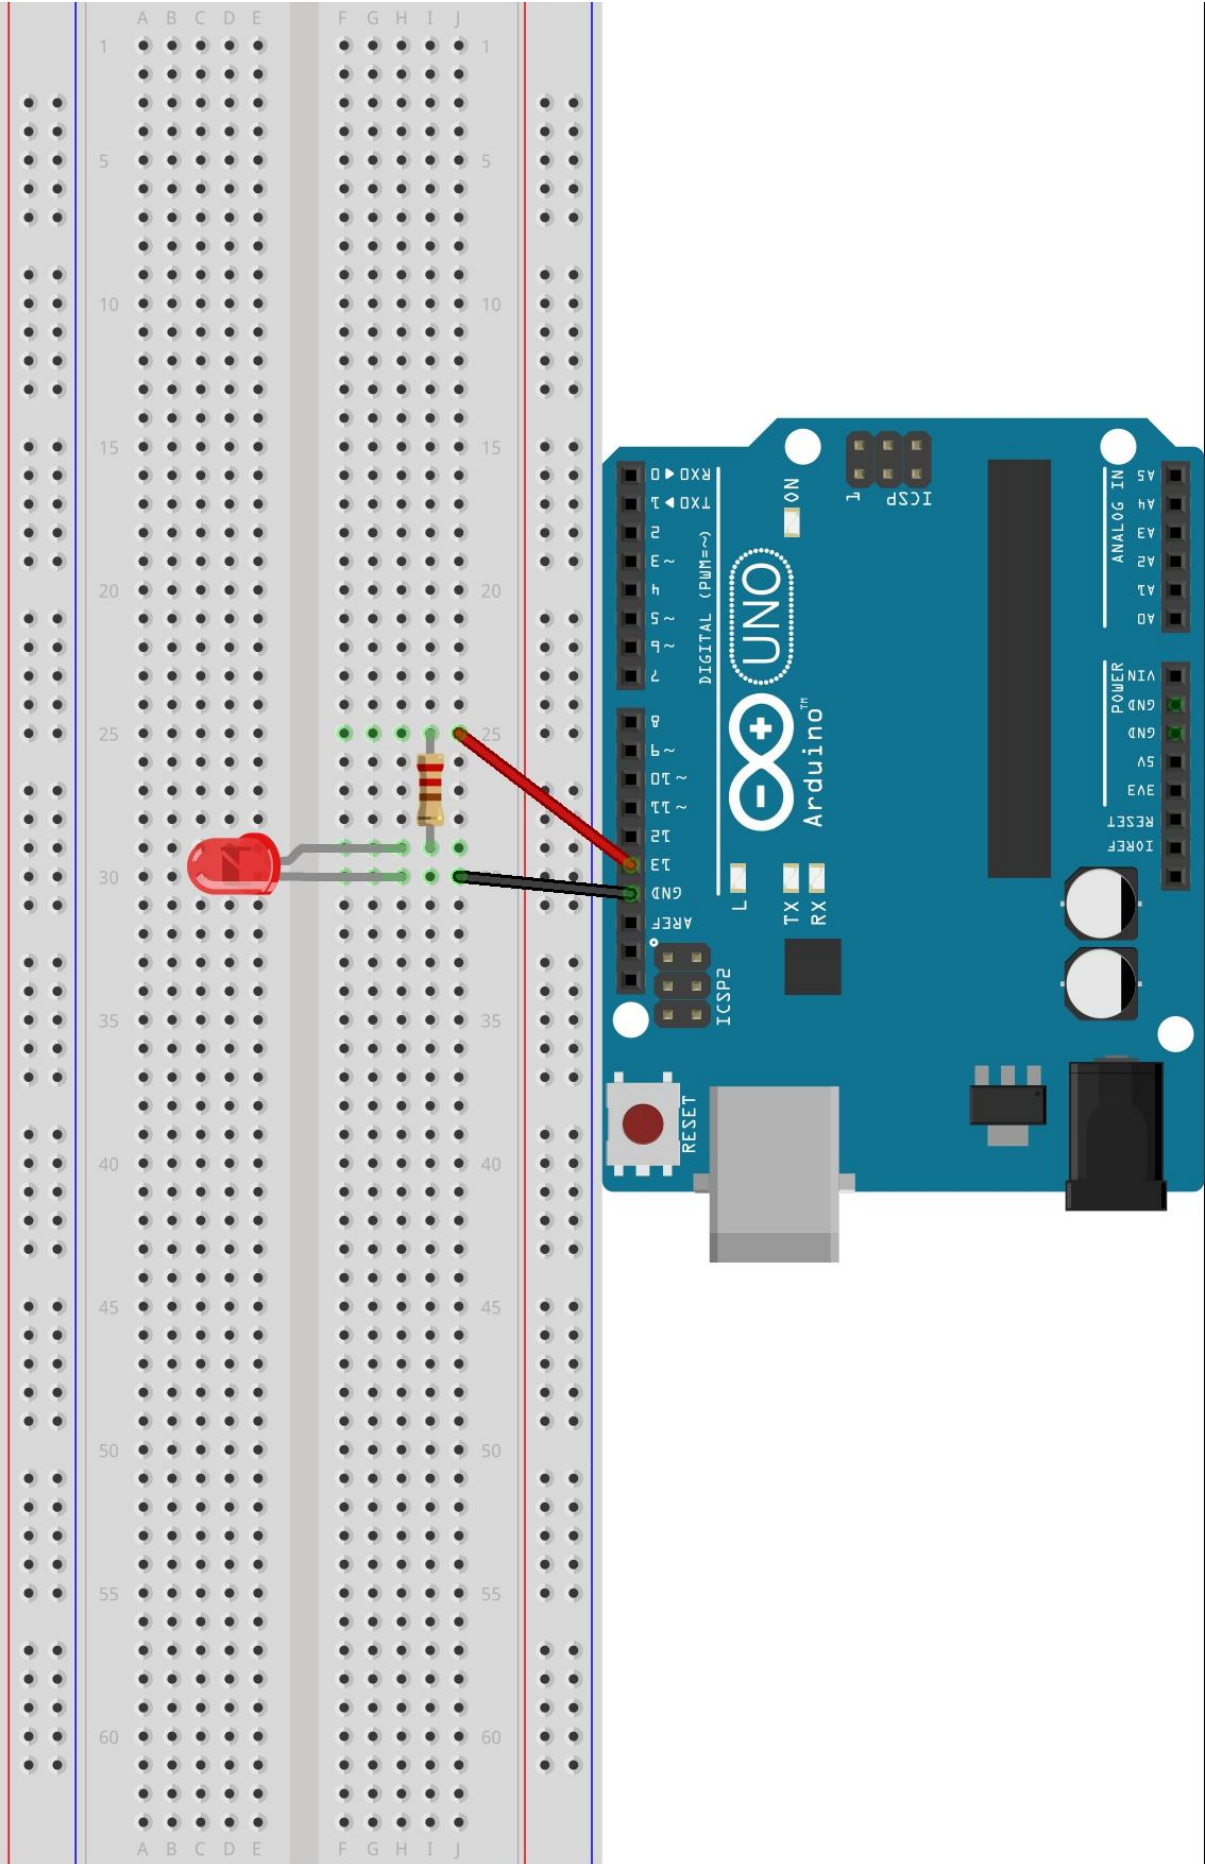 A B C D E F G H I J
1 1
5 5
10 10
15 15
20 20
25 25
30 30
35 35
40 40
45 45
50 50
55 55
60 60
A B C D E F G H I J
RX0 ▶ 0
TX0 ◀ 1
2
~ 3
4
~ 5
~ 6
7
8
~ 9
~ 10
~ 11
12
13
GND
AREF
DIGITAL (PWM=~)
ON
1 ICSP
UNO
Arduino™
L
TX
RX
ICSP2
RESET
ANALOG IN
A5
A4
A3
A2
A1
A0
POWER
VIN
GND
GND
5V
3V3
RESET
IOREF